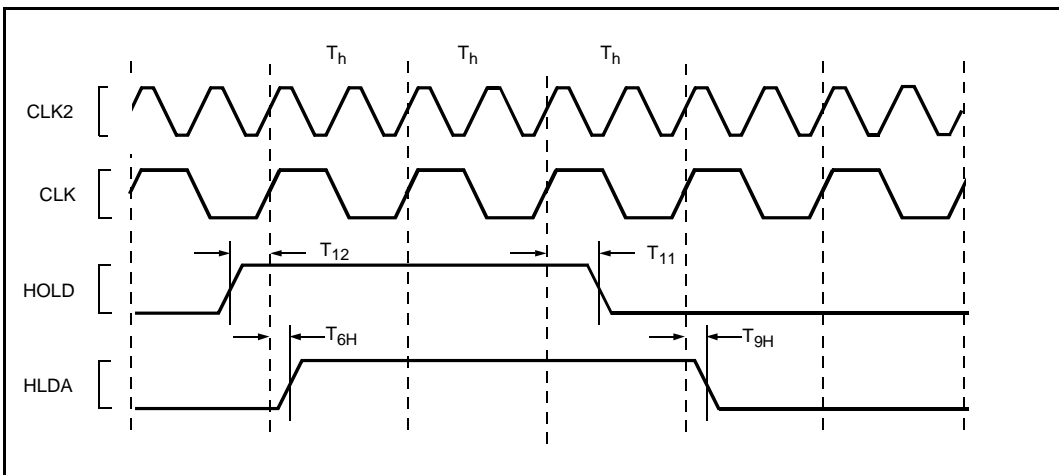 Th Th Th
CLK2
CLK
T12 T11
HOLD
T6H T9H
HLDA